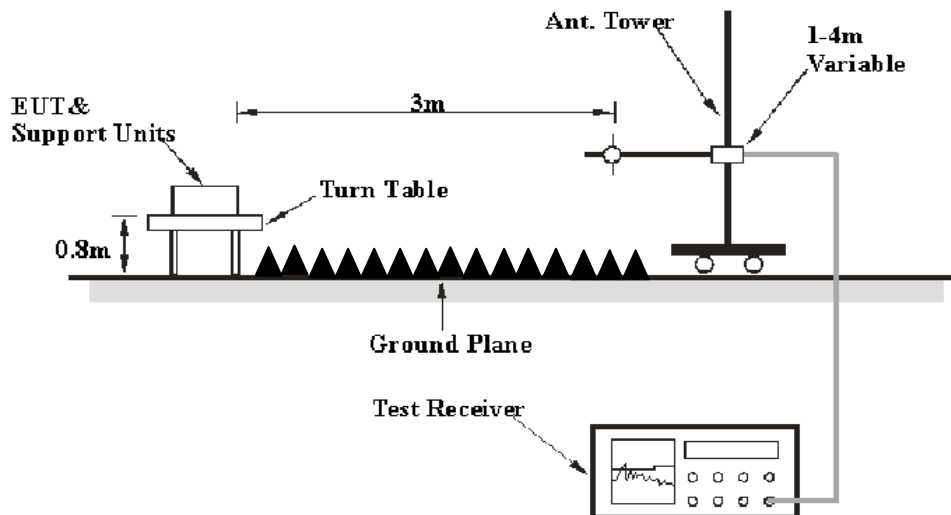 Ant. Tower
1-4m
Variable
3m
EUT&
Support Units
Turn Table
0.8m
Ground Plane
Test Receiver